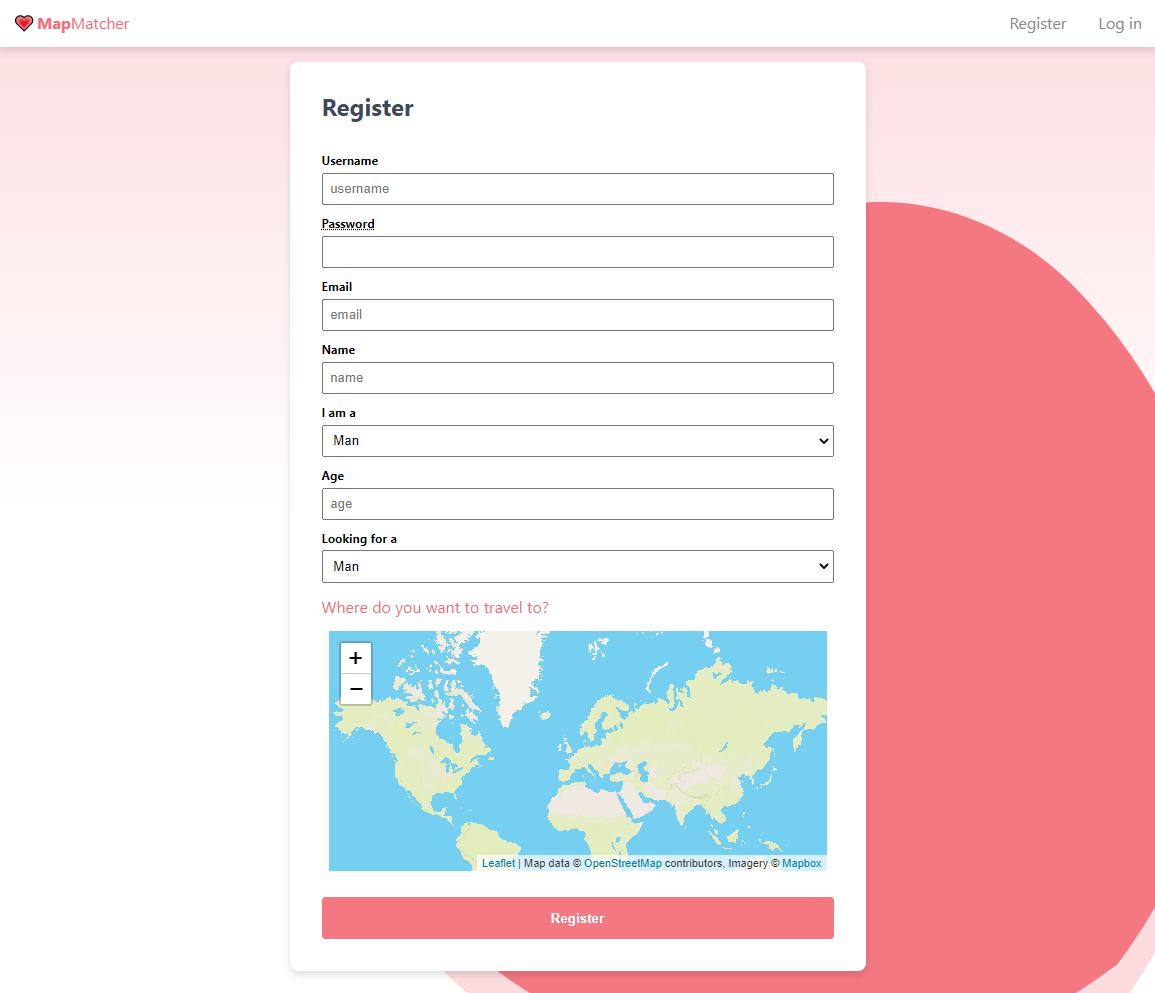 MapMatcher Register Log in
Register
Username
username
Password
Email
email
Name
name
I am a
Man
Age
age
Looking for a
Man
Where do you want to travel to?
+
−
Leaflet | Map data © OpenStreetMap contributors, Imagery © Mapbox
Register